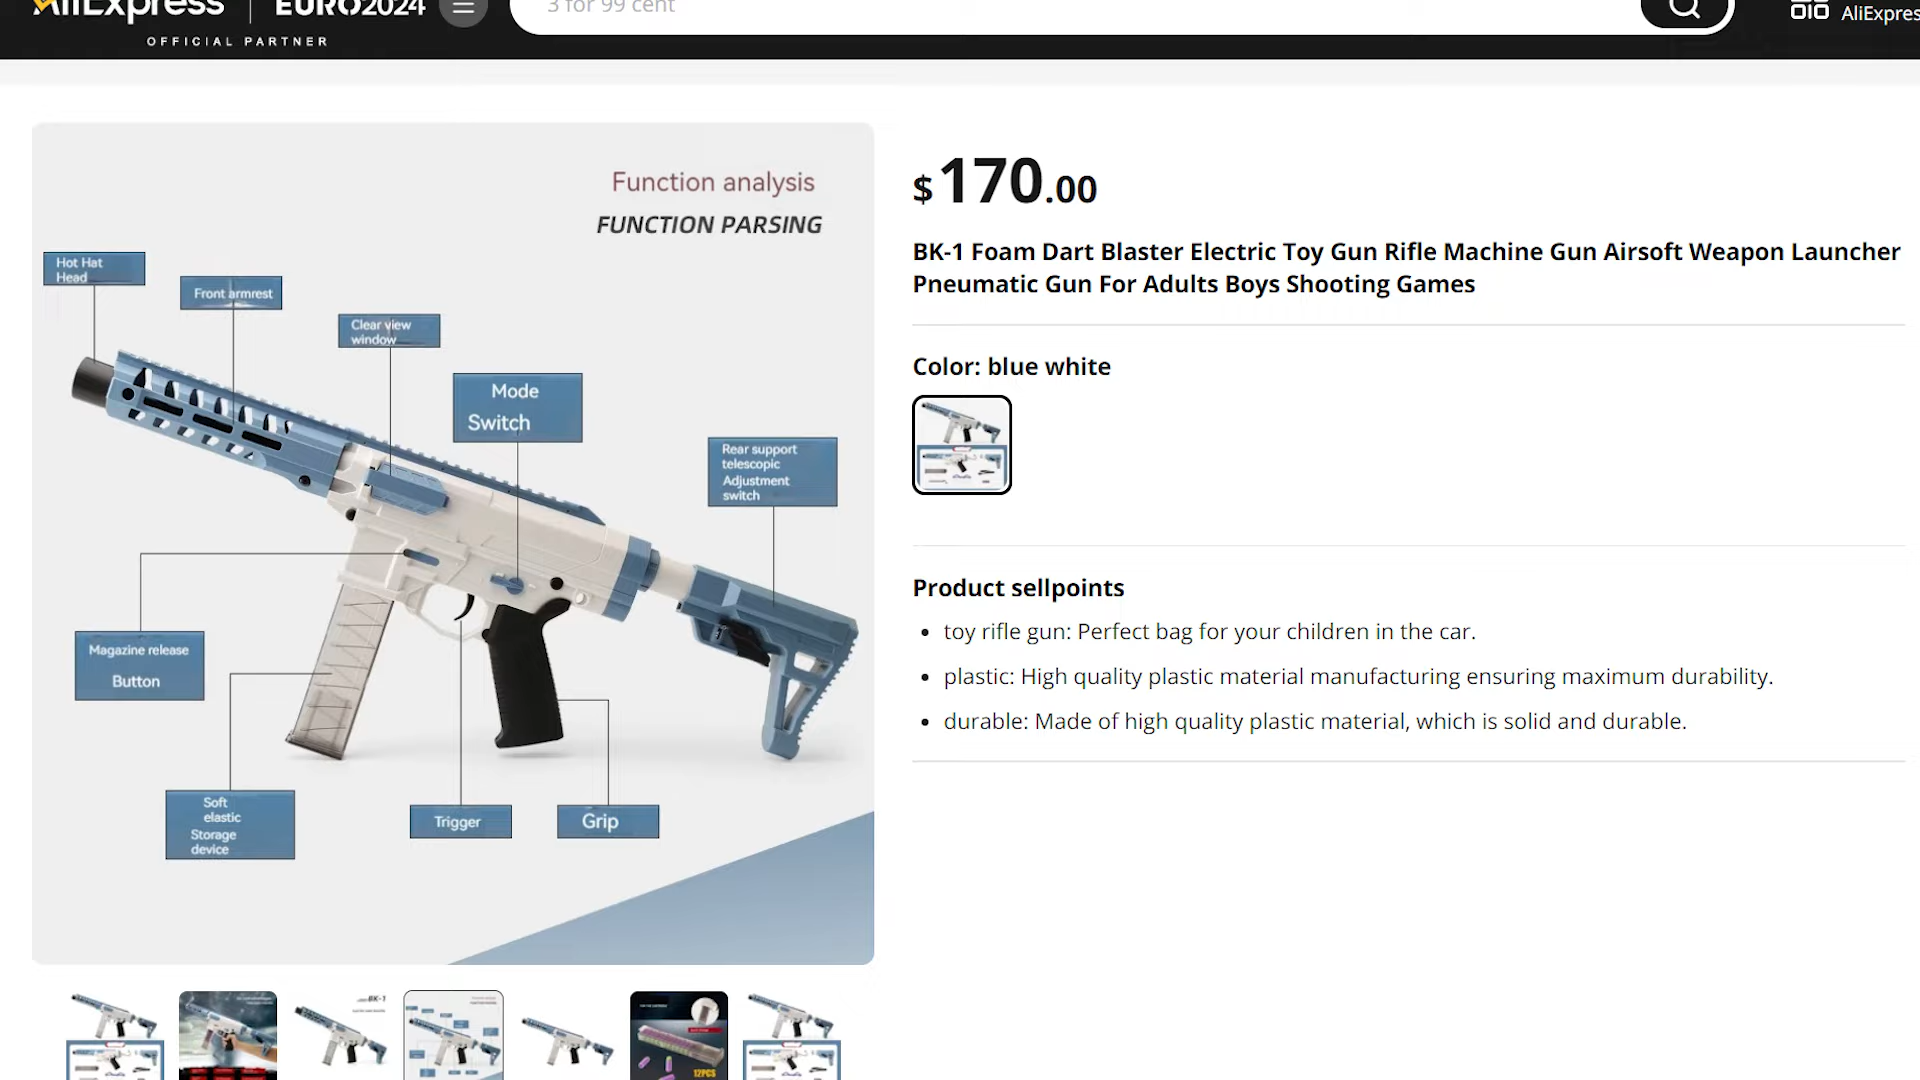 AliExpress
EURO2024
3 for 99 cent
OFFICIAL PARTNER
Function analysis
FUNCTION PARSING
Hot Hat
Head
Front armrest
Clear view
window
Mode
Switch
Rear support
telescopic
Adjustment
switch
Magazine release
Button
Soft
elastic
Storage
device
Trigger
Grip
$170.00
BK-1 Foam Dart Blaster Electric Toy Gun Rifle Machine Gun Airsoft Weapon Launcher
Pneumatic Gun For Adults Boys Shooting Games
Color: blue white
Product sellpoints
toy rifle gun: Perfect bag for your children in the car.
plastic: High quality plastic material manufacturing ensuring maximum durability.
durable: Made of high quality plastic material, which is solid and durable.
BK-1
12PCS